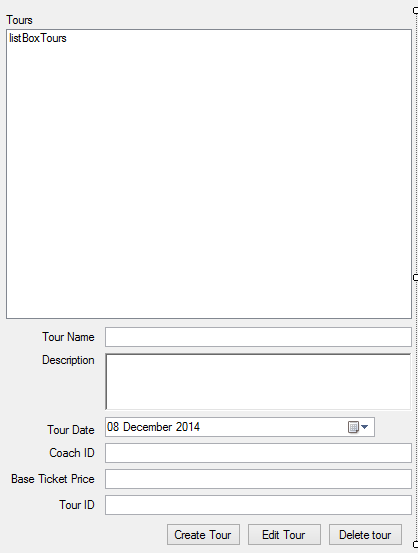 Tours
listBoxTours
Tour Name
Description
Tour Date 08 December 2014
Coach ID
Base Ticket Price
Tour ID
Create Tour Edit Tour Delete tour